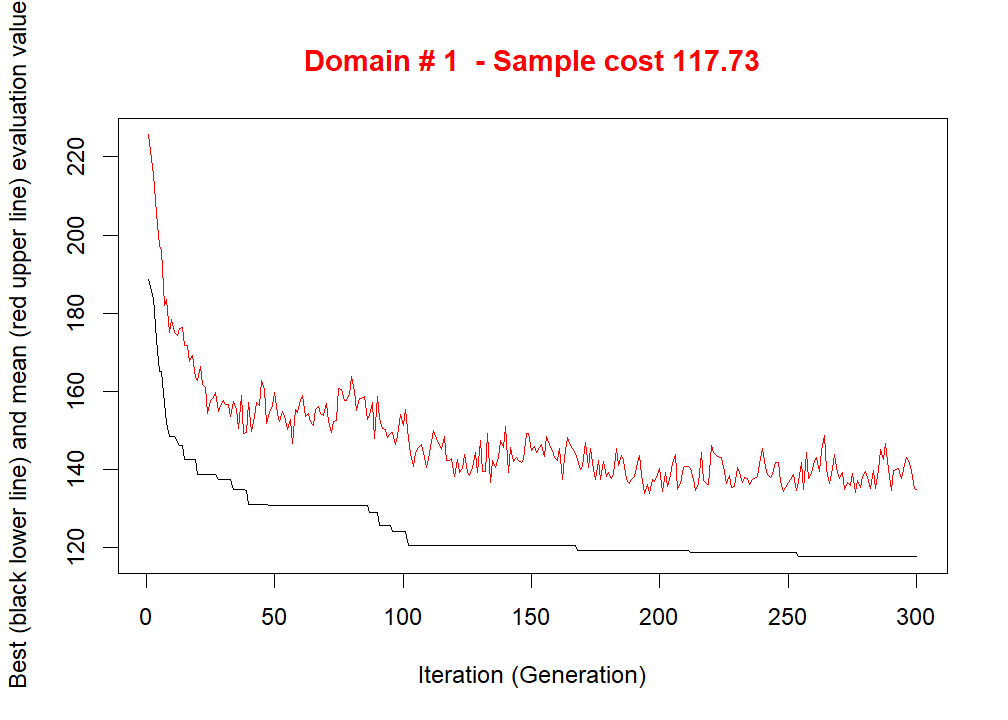 Domain # 1  - Sample cost 117.73
Best (black lower line) and mean (red upper line) evaluation value
220
200
180
160
140
120
0 50 100 150 200 250 300
Iteration (Generation)